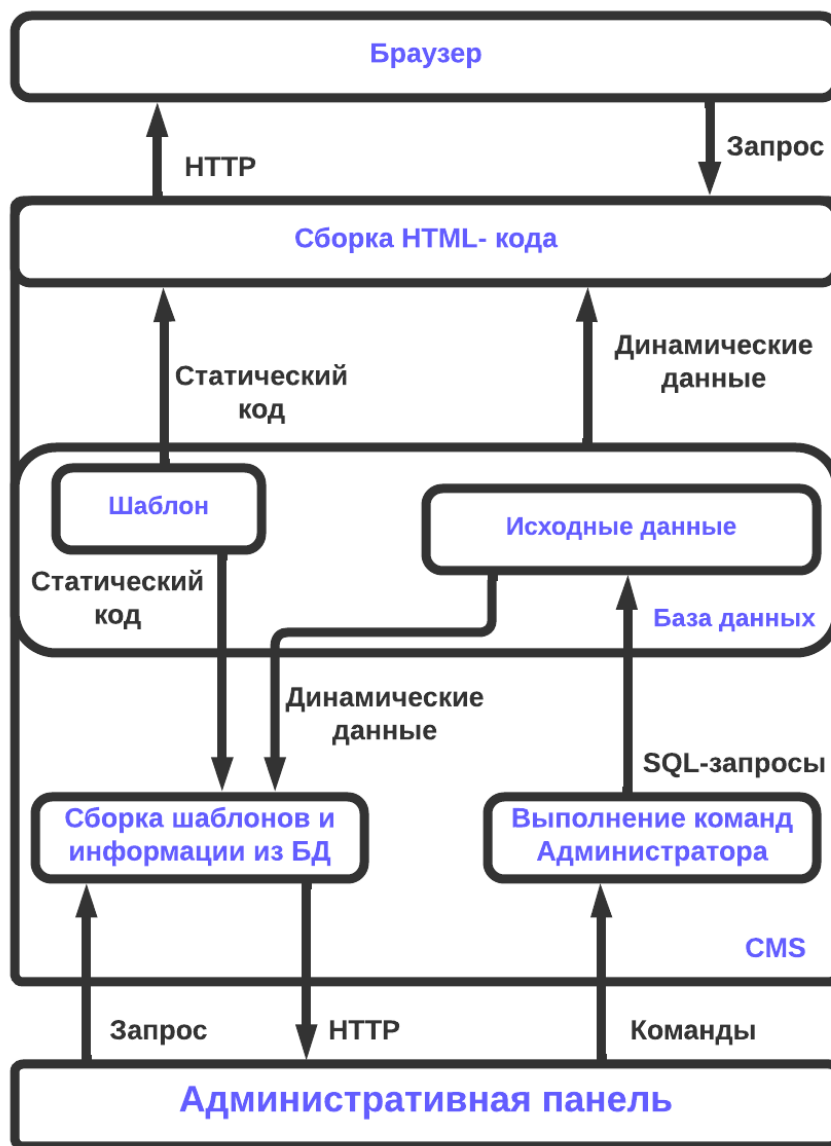 Браузер
HTTP
Запрос
Сборка HTML- кода
Статический
код
Динамические
данные
Шаблон
Исходные данные
Статический
код
База данных
Динамические
данные
SQL-запросы
Сборка шаблонов и
информации из БД
Выполнение команд
Администратора
CMS
Запрос
HTTP
Команды
Административная панель